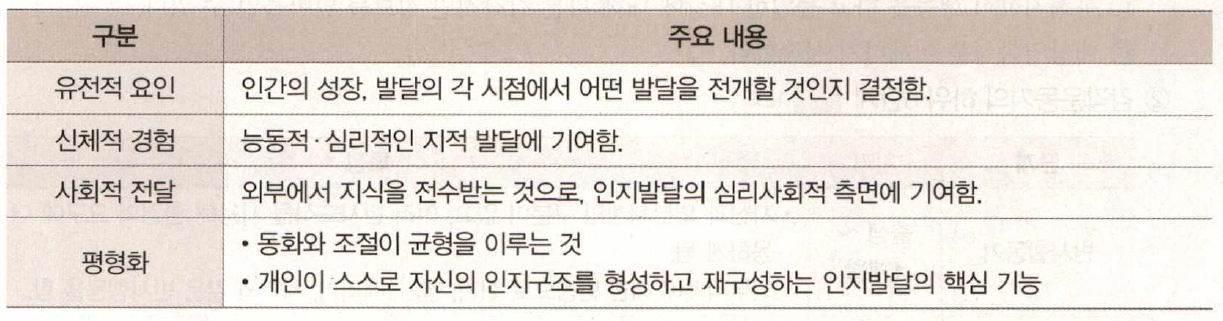 구분 주요 내용
유전적 요인 인간의 성장, 발달의 각 시점에서 어떤 발달을 전개할 것인지 결정함.
신체적 경험 능동적·심리적인 지적 발달에 기여함.
사회적 전달 외부에서 지식을 전수받는 것으로, 인지발달의 심리사회적 측면에 기여함.
평형화
• 동화와 조절이 균형을 이루는 것
• 개인이 스스로 자신의 인지구조를 형성하고 재구성하는 인지발달의 핵심 기능